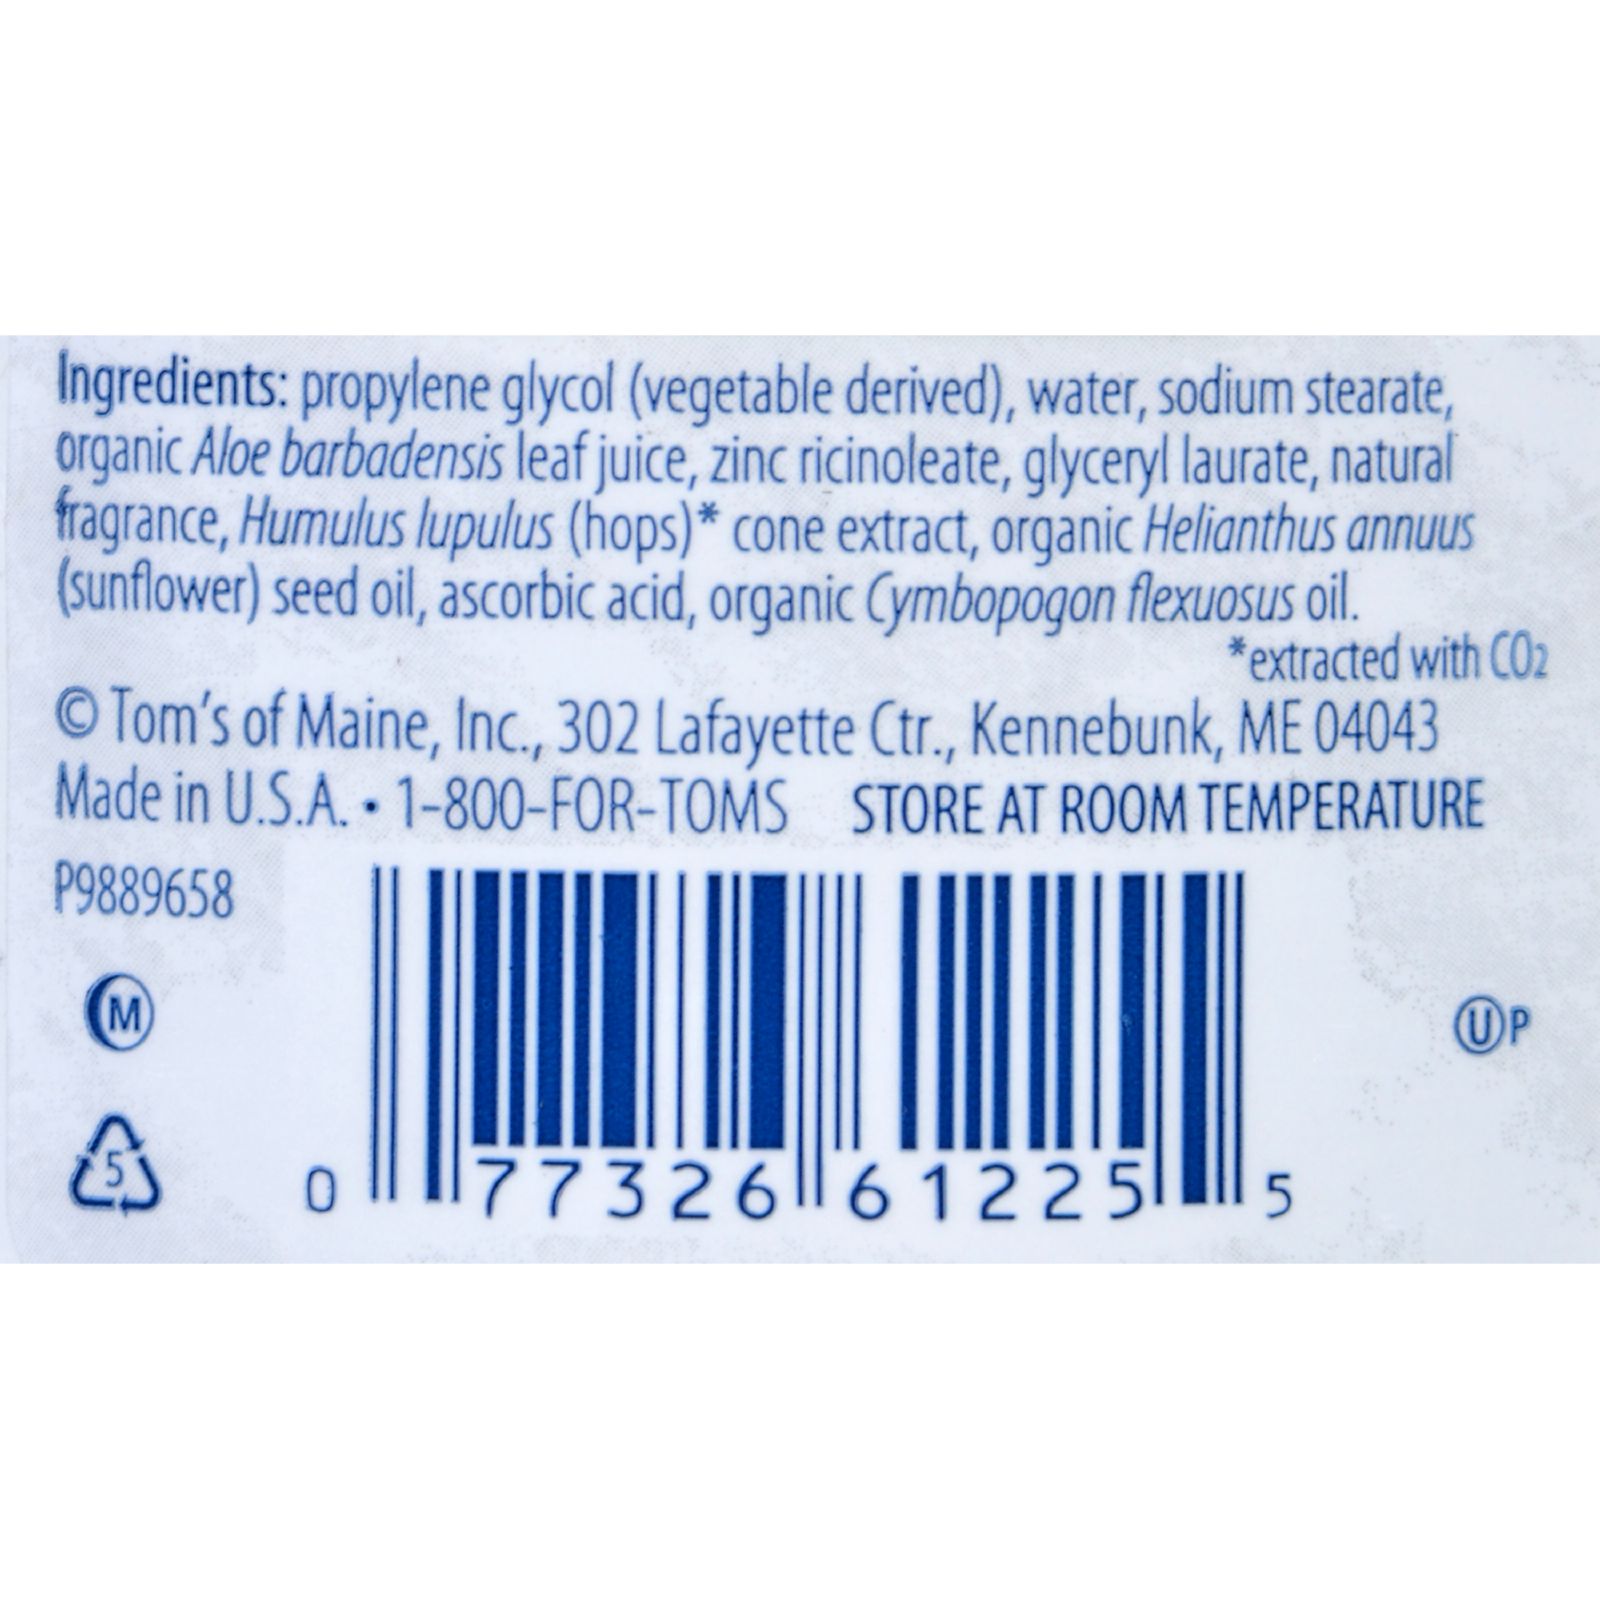 Ingredients: propylene glycol (vegetable derived), water, sodium stearate,
organic Aloe barbadensis leaf juice, zinc ricinoleate, glyceryl laurate, natural
fragrance, Humulus lupulus (hops)* cone extract, organic Helianthus annuus
(sunflower) seed oil, ascorbic acid, organic Cymbopogon flexuosus oil.
*extracted with CO2
© Tom's of Maine, Inc., 302 Lafayette Ctr., Kennebunk, ME 04043
Made in U.S.A. • 1-800-FOR-TOMS STORE AT ROOM TEMPERATURE
P9889658
M
U P
5
0 77326 61225 5